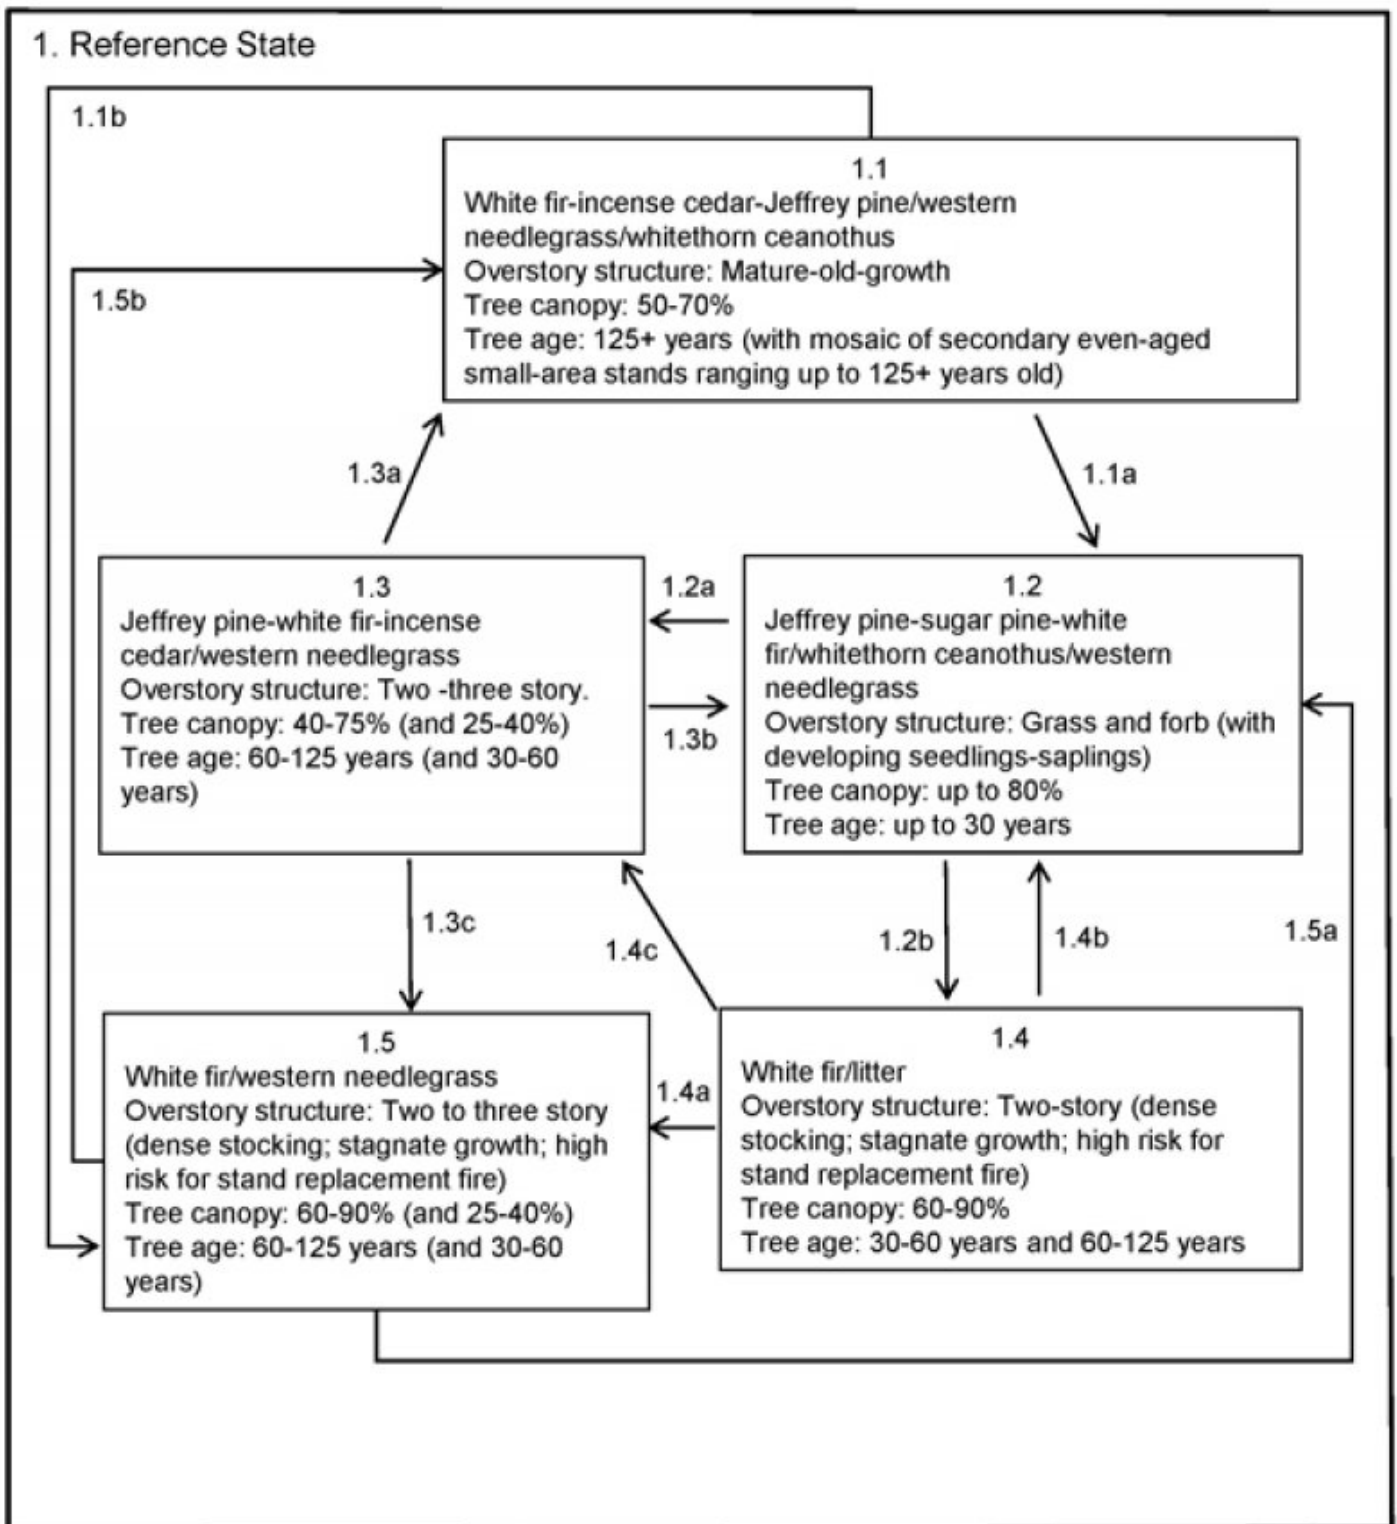 1. Reference State
1.1b
1.1
White fir-incense cedar-Jeffrey pine/western
needlegrass/whitethorn ceanothus
Overstory structure: Mature-old-growth
Tree canopy: 50-70%
Tree age: 125+ years (with mosaic of secondary even-aged
small-area stands ranging up to 125+ years old)
1.5b
1.3a
1.1a
1.3
Jeffrey pine-white fir-incense
cedar/western needlegrass
Overstory structure: Two -three story.
Tree canopy: 40-75% (and 25-40%)
Tree age: 60-125 years (and 30-60
years)
1.2a
1.3b
1.2
Jeffrey pine-sugar pine-white
fir/whitethorn ceanothus/western
needlegrass
Overstory structure: Grass and forb (with
developing seedlings-saplings)
Tree canopy: up to 80%
Tree age: up to 30 years
1.3c
1.4c
1.2b
1.4b
1.5a
1.5
White fir/western needlegrass
Overstory structure: Two to three story
(dense stocking; stagnate growth; high
risk for stand replacement fire)
Tree canopy: 60-90% (and 25-40%)
Tree age: 60-125 years (and 30-60
years)
1.4a
1.4
White fir/litter
Overstory structure: Two-story (dense
stocking; stagnate growth; high risk for
stand replacement fire)
Tree canopy: 60-90%
Tree age: 30-60 years and 60-125 years